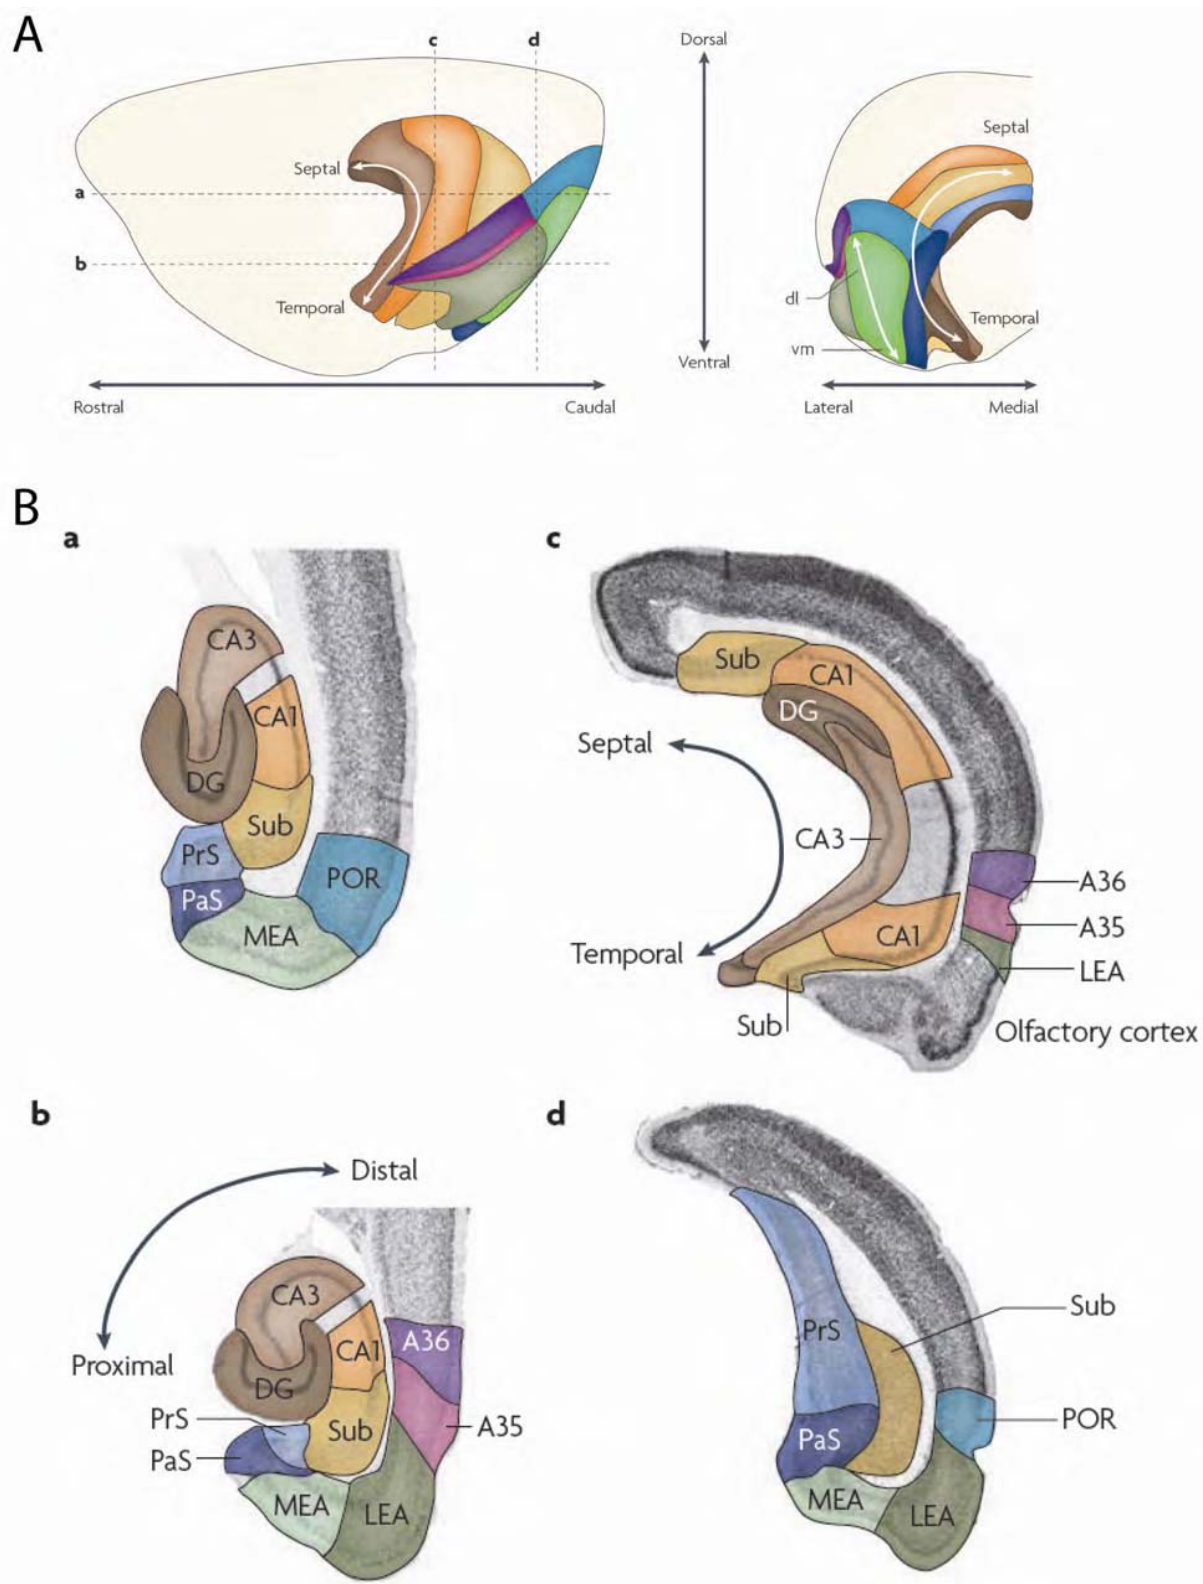 A
c
d
Dorsal
Septal
Septal
a
b
Temporal
dl
Temporal
vm
Ventral
Rostral
Caudal
Lateral
Medial
B
a
CA3
CA1
DG
Sub
PrS
POR
PaS
MEA
c
Sub
CA1
DG
Septal
CA3
A36
A35
Temporal
CA1
LEA
Sub
Olfactory cortex
b
Distal
CA3
A36
CA1
Proximal
DG
PrS
Sub
A35
PaS
MEA
LEA
d
Sub
PrS
POR
PaS
MEA
LEA